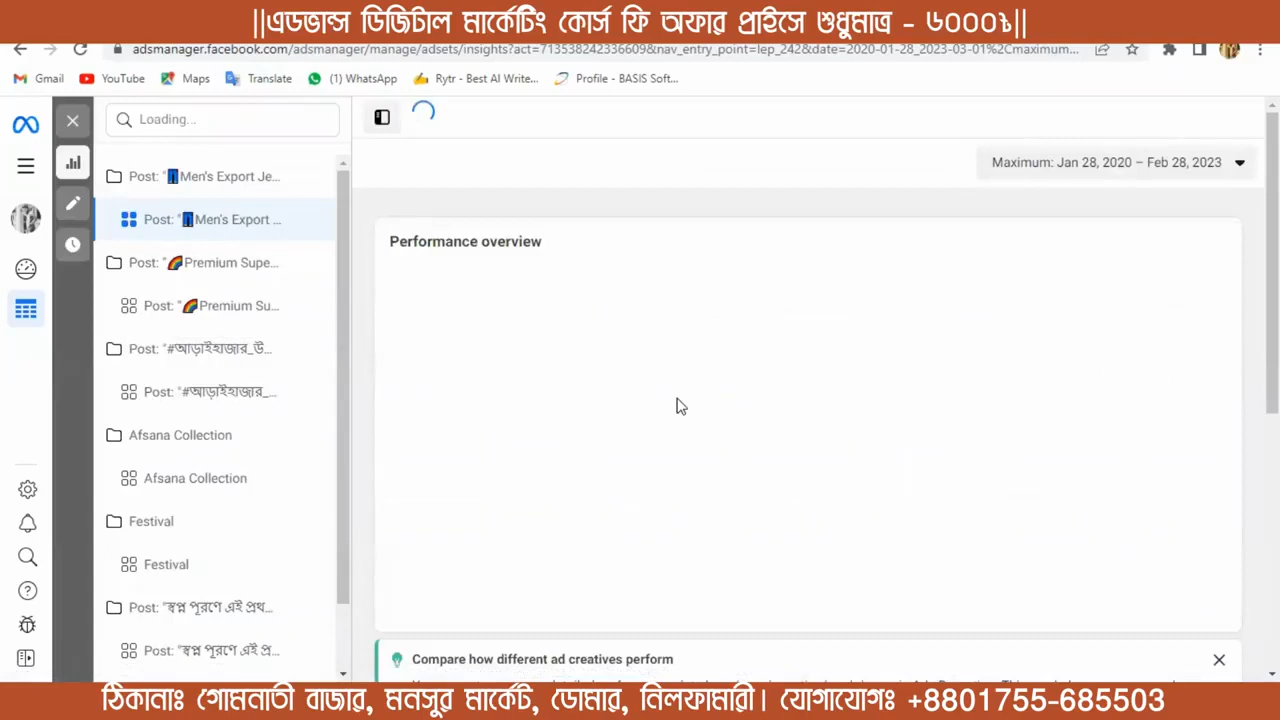 ||এডভান্স ডিজিটাল মার্কেটিং কোর্স ফি অফার প্রাইসে শুধুমাত্র - ৬০০০৳||
adsmanager.facebook.com/adsmanager/manage/adsets/insights?act=7135382423366098&nav_entry_point=lep_242&date=2020-01-28_2023-03-01%2Cmaximum...
Gmail YouTube Maps Translate (1) WhatsApp Rytr - Best AI Write... Profile - BASIS Soft...
Loading...
Maximum: Jan 28, 2020 – Feb 28, 2023
Post: "👖Men's Export Je...
Post: "👖Men's Export ...
Performance overview
Post: "🌈Premium Supe...
Post: "🌈Premium Su...
Post: "#আড়াইহাজার_উ...
Post: "#আড়াইহাজার_...
Afsana Collection
Afsana Collection
Festival
Festival
Post: "স্বপ্ন পূরণে এই প্রথ...
Post: "স্বপ্ন পূরণে এই প্র...
Compare how different ad creatives perform
ঠিকানাঃ গোমনাতী বাজার, মনসুর মার্কেট, ডোমার, নিলফামারী। যোগাযোগঃ +8801755-685503